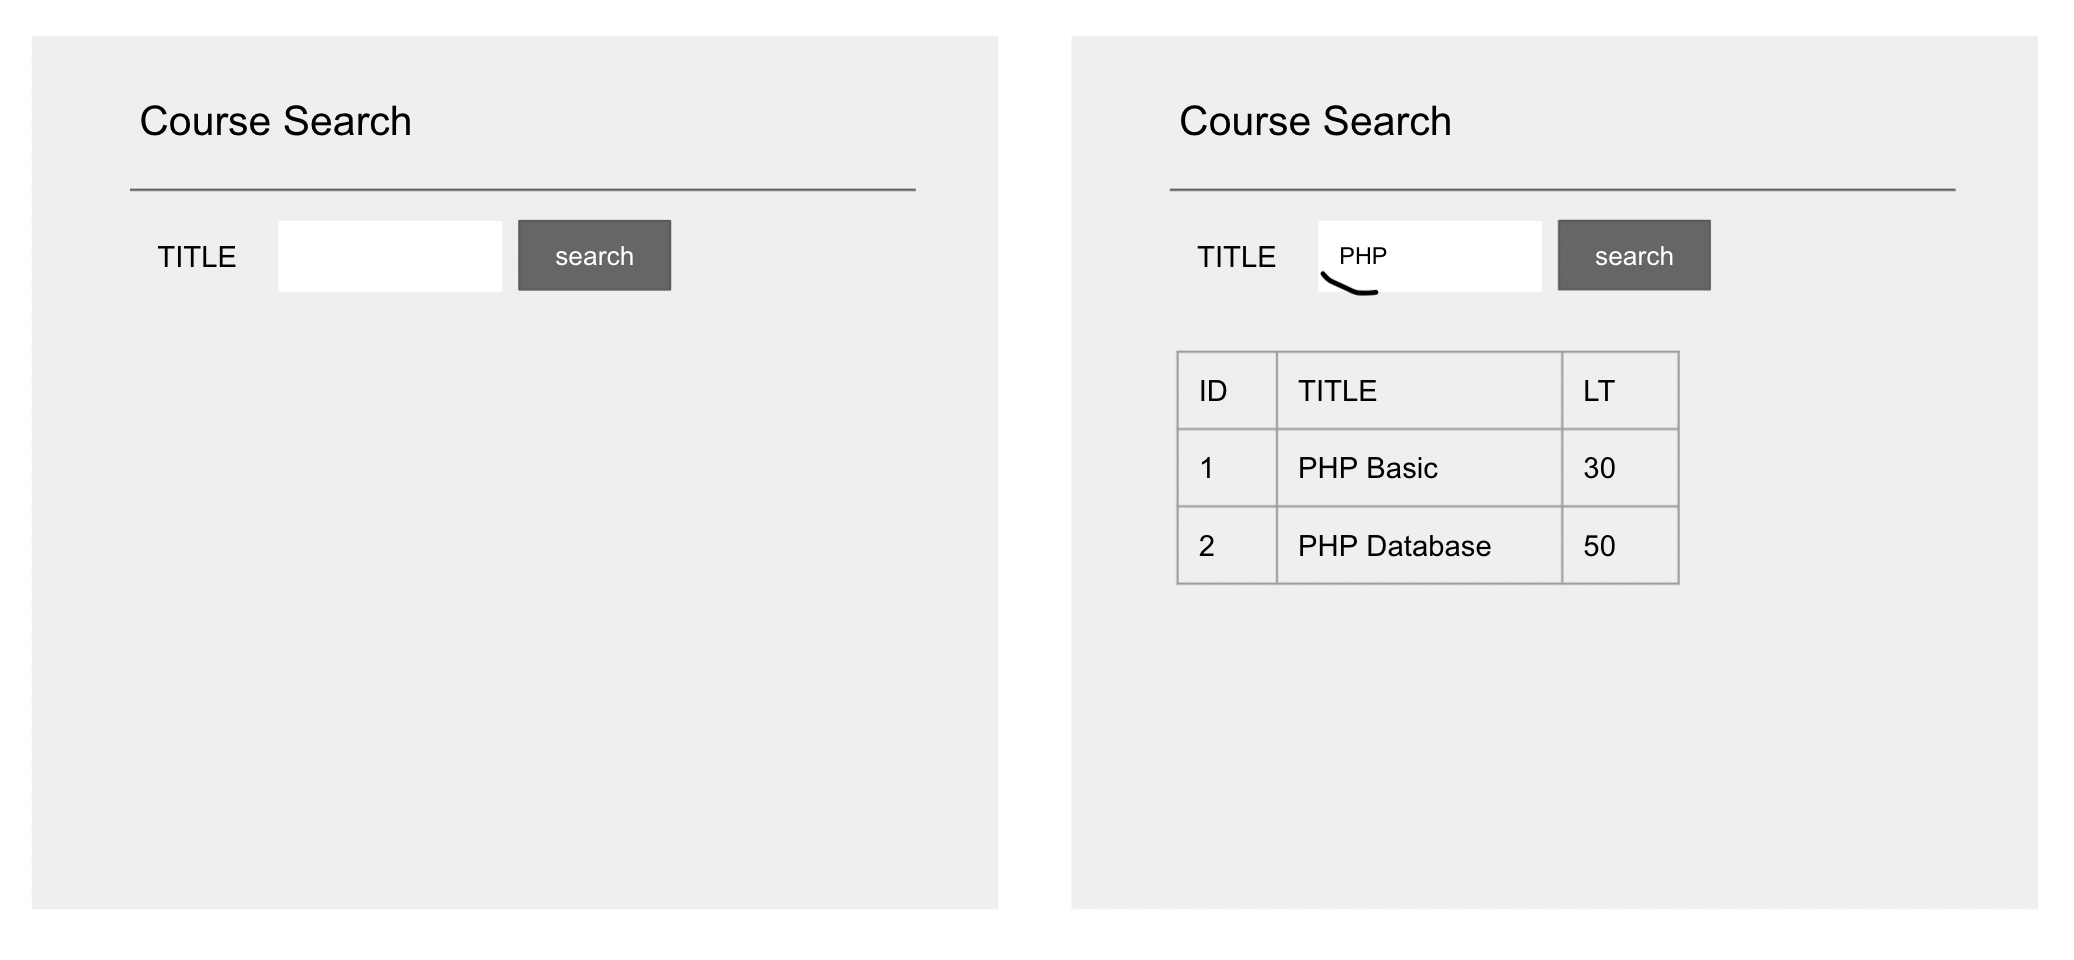 Course Search
TITLE search
Course Search
TITLE PHP search
ID TITLE LT
1 PHP Basic 30
2 PHP Database 50